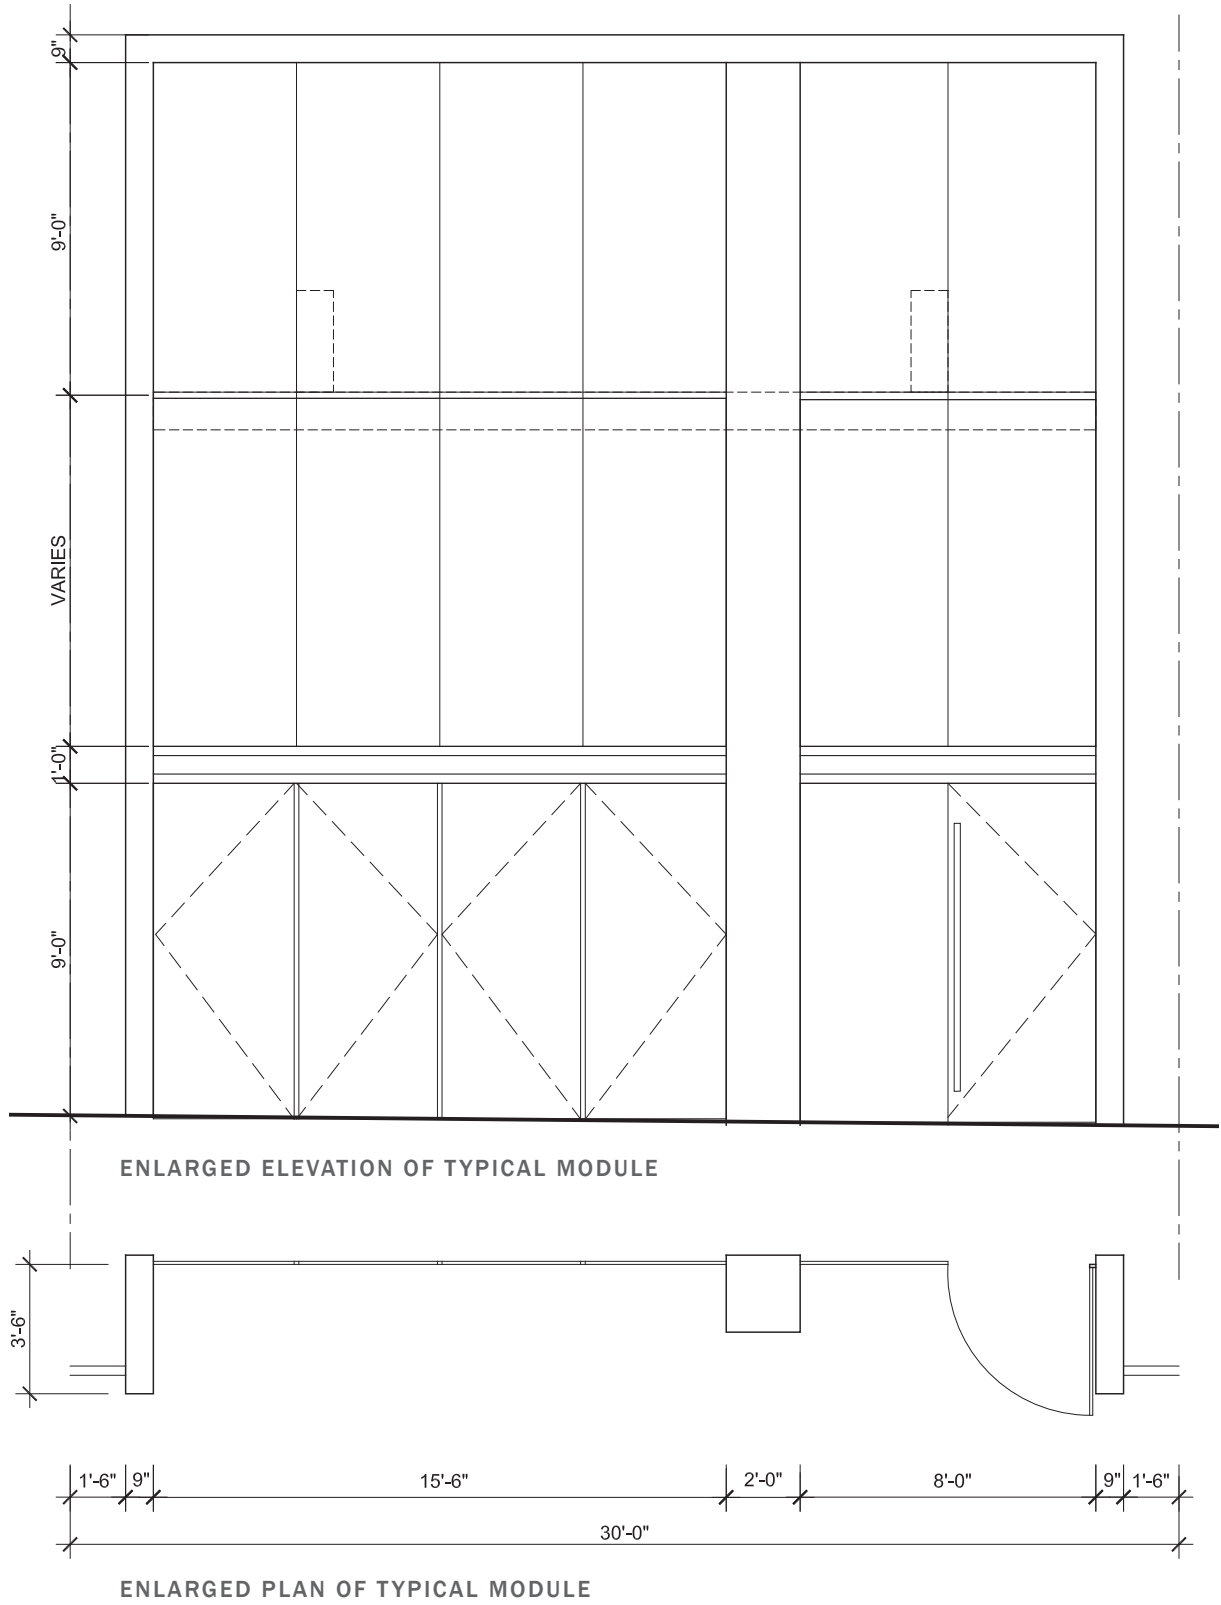 9"
9'-0"
VARIES
1'-0"
9'-0"
ENLARGED ELEVATION OF TYPICAL MODULE
3'-6"
1'-6" 9" 15'-6" 2'-0" 8'-0" 9" 1'-6"
30'-0"
ENLARGED PLAN OF TYPICAL MODULE